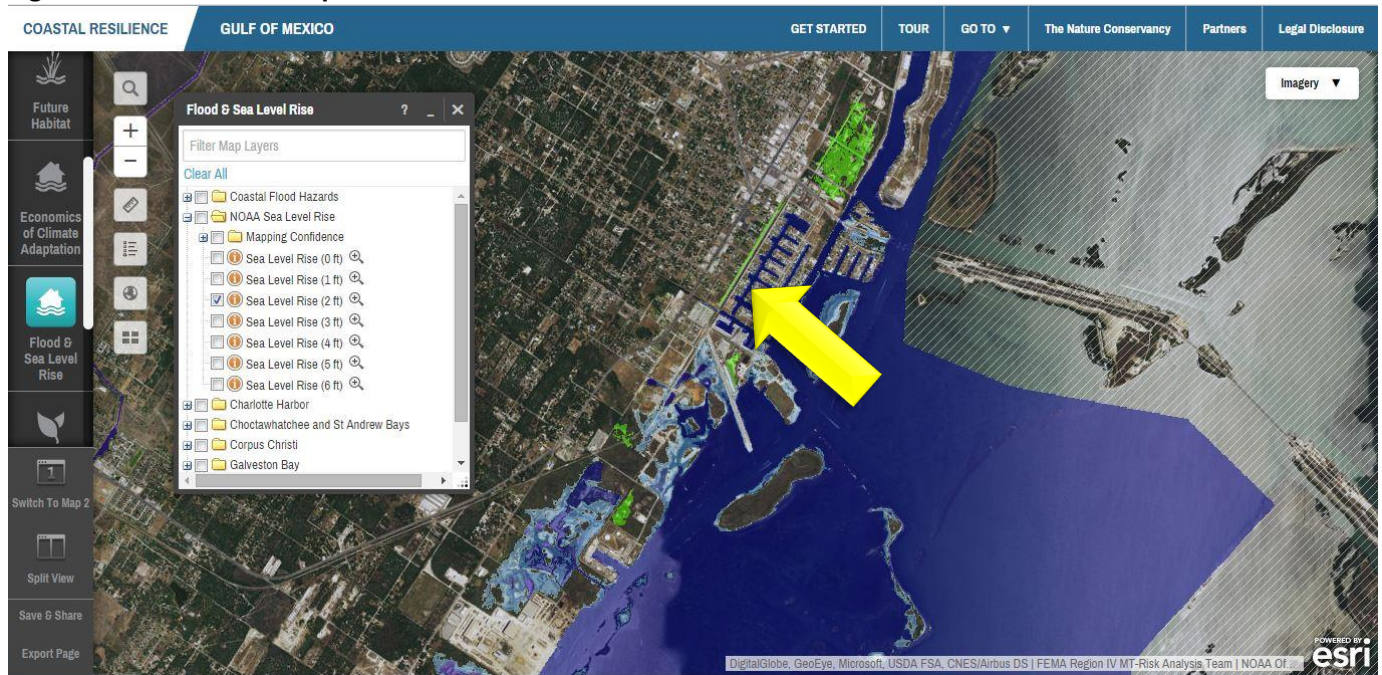 COASTAL RESILIENCE
GULF OF MEXICO
GET STARTED
TOUR
GO TO ▼
The Nature Conservancy
Partners
Legal Disclosure
Imagery ▼
Future
Habitat
Economics
of Climate
Adaptation
Flood &
Sea Level
Rise
1
Switch To Map 2
Split View
Save & Share
Export Page
Flood & Sea Level Rise ? _ ×
Filter Map Layers
Clear All
Coastal Flood Hazards
NOAA Sea Level Rise
Mapping Confidence
Sea Level Rise (0 ft)
Sea Level Rise (1 ft)
Sea Level Rise (2 ft)
Sea Level Rise (3 ft)
Sea Level Rise (4 ft)
Sea Level Rise (5 ft)
Sea Level Rise (6 ft)
Charlotte Harbor
Choctawhatchee and St Andrew Bays
Corpus Christi
Galveston Bay
DigitalGlobe, GeoEye, Microsoft, USDA FSA, CNES/Airbus DS | FEMA Region IV MT-Risk Analysis Team | NOAA Of...
POWERED BY
esri